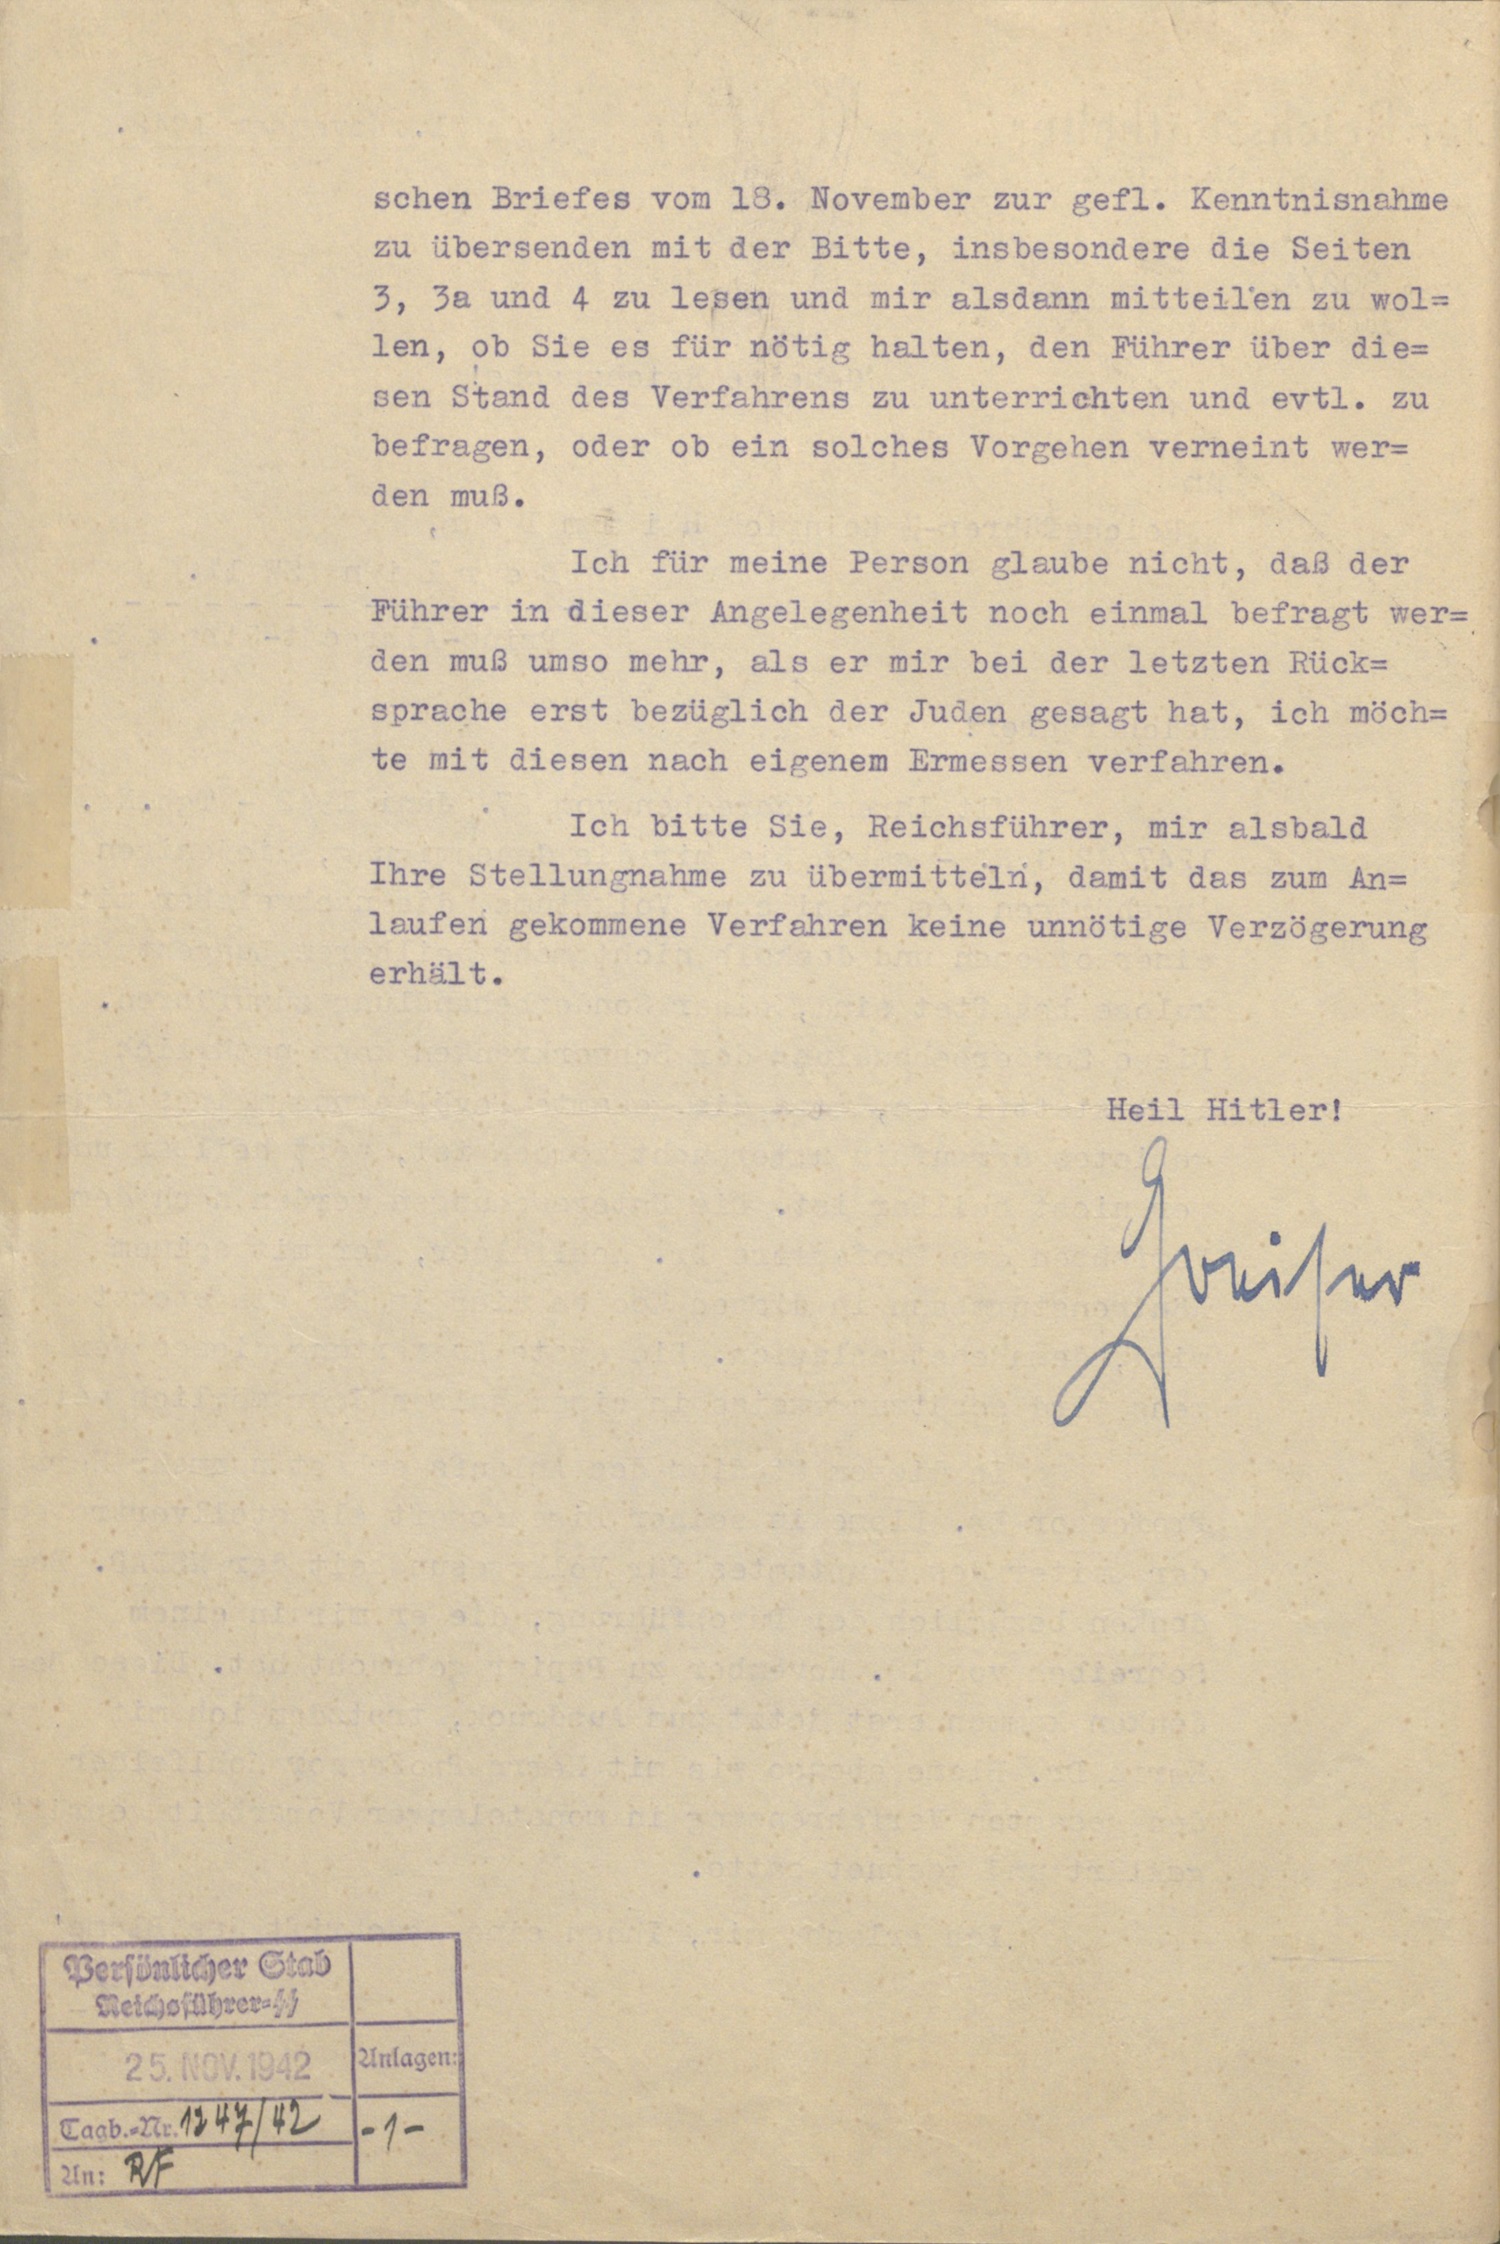 schen Briefes vom 18. November zur gefl. Kenntnisnahme
zu übersenden mit der Bitte, insbesondere die Seiten
3, 3a und 4 zu lesen und mir alsdann mitteilen zu wol=
len, ob Sie es für nötig halten, den Führer über die=
sen Stand des Verfahrens zu unterrichten und evtl. zu
befragen, oder ob ein solches Vorgehen verneint wer=
den muß.
Ich für meine Person glaube nicht, daß der
Führer in dieser Angelegenheit noch einmal befragt wer=
den muß umso mehr, als er mir bei der letzten Rück=
sprache erst bezüglich der Juden gesagt hat, ich möch=
te mit diesen nach eigenem Ermessen verfahren.
Ich bitte Sie, Reichsführer, mir alsbald
Ihre Stellungnahme zu übermitteln, damit das zum An=
laufen gekommene Verfahren keine unnötige Verzögerung
erhält.
Heil Hitler!
Greiser
Persönlicher Stab
Reichsführer-SS
25. NOV. 1942
Anlagen:
Tagb.-Nr. 1247/42
-1-
An: RF